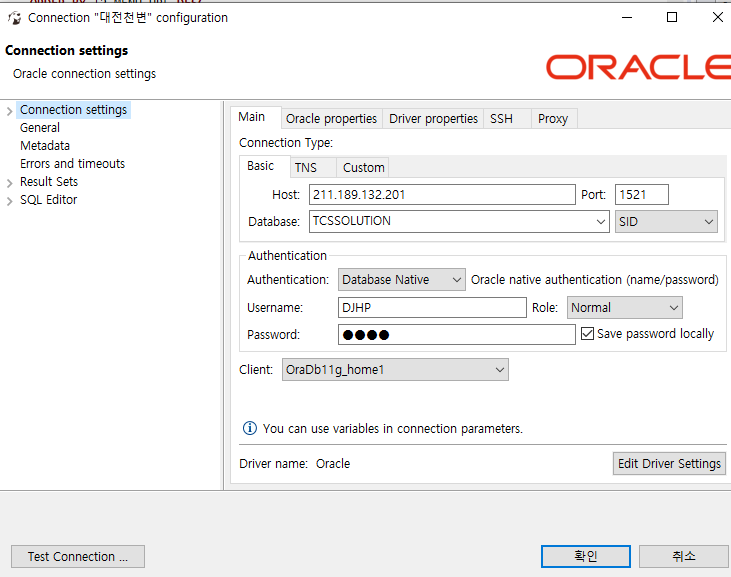 Connection "대전천변" configuration
Connection settings
Oracle connection settings
ORACLE
Connection settings
General
Metadata
Errors and timeouts
Result Sets
SQL Editor
Main Oracle properties Driver properties SSH Proxy
Connection Type:
Basic TNS Custom
Host: 211.189.132.201 Port: 1521
Database: TCSSOLUTION SID
Authentication
Authentication: Database Native Oracle native authentication (name/password)
Username: DJHP Role: Normal
Password: ●●●● Save password locally
Client: OraDb11g_home1
You can use variables in connection parameters.
Driver name: Oracle Edit Driver Settings
Test Connection ... 확인 취소